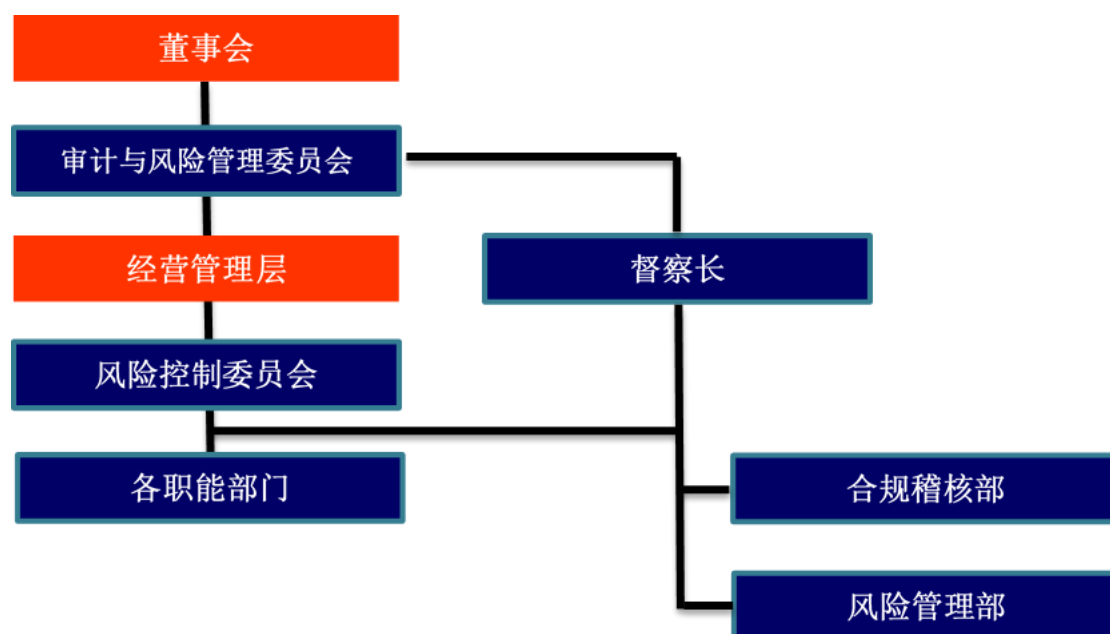 董事会
审计与风险管理委员会
经营管理层
督察长
风险控制委员会
各职能部门
合规稽核部
风险管理部